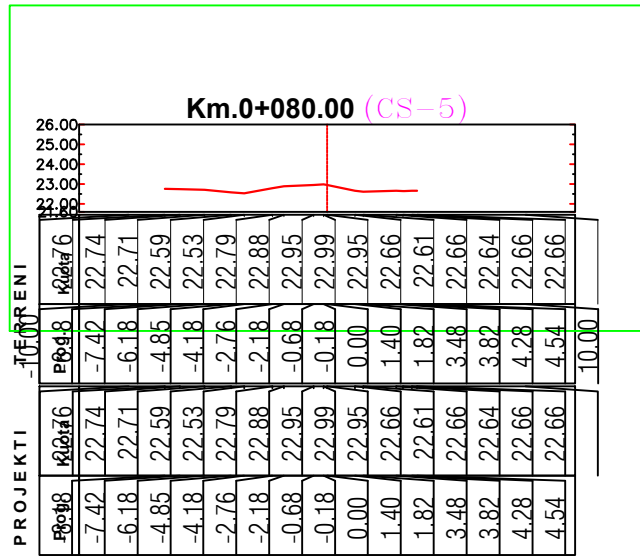 Km.0+080.00 (CS-5)
26.00
25.00
24.00
23.00
22.00
21.60
TERRENI
Kuota 22.76 22.74 22.71 22.59 22.53 22.79 22.88 22.95 22.99 22.95 22.66 22.61 22.66 22.64 22.66 22.66
-10.00 Prog. -7.42 -6.18 -4.85 -4.18 -2.76 -2.18 -0.68 -0.18 0.00 1.40 1.82 3.48 3.82 4.28 4.54 10.00
PROJEKTI
Kuota 22.76 22.74 22.71 22.59 22.53 22.79 22.88 22.95 22.99 22.95 22.66 22.61 22.66 22.64 22.66 22.66
Prog. -7.42 -6.18 -4.85 -4.18 -2.76 -2.18 -0.68 -0.18 0.00 1.40 1.82 3.48 3.82 4.28 4.54